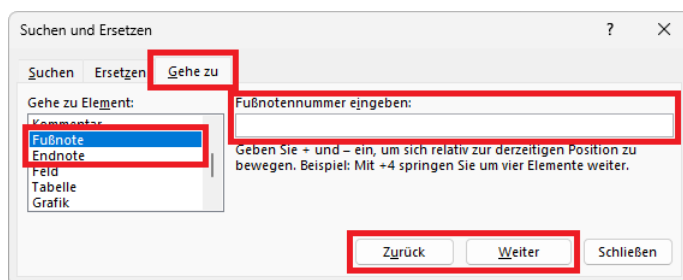 Suchen und Ersetzen
Suchen Ersetzen Gehe zu
Gehe zu Element:
Kommentar
Fußnote
Endnote
Feld
Tabelle
Grafik
Fußnotennummer eingeben:
Geben Sie + und – ein, um sich relativ zur derzeitigen Position zu
bewegen. Beispiel: Mit +4 springen Sie um vier Elemente weiter.
Zurück Weiter Schließen